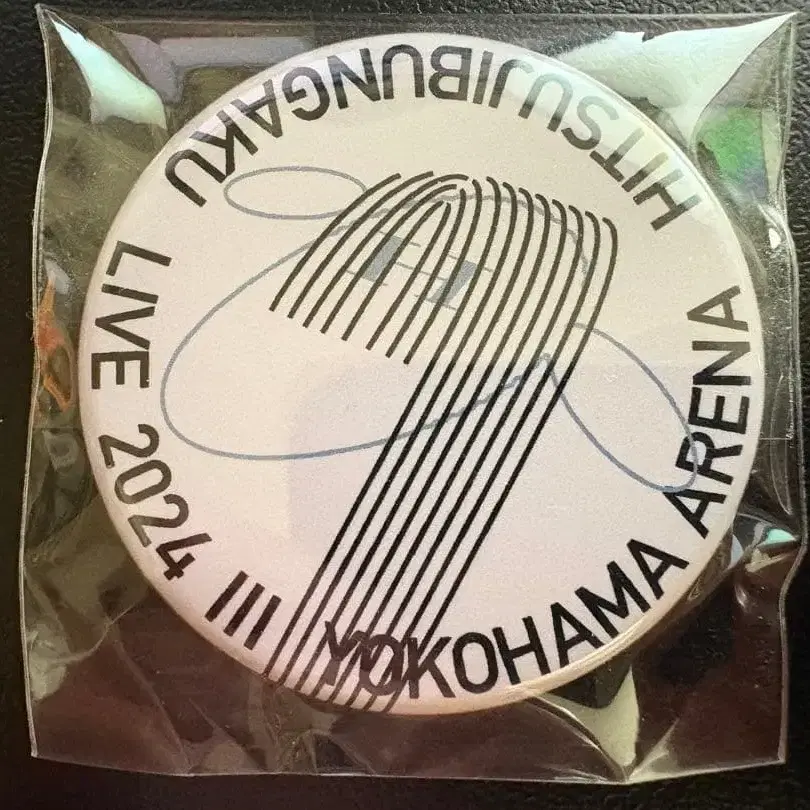 HITSUJIBUNGAKU
LIVE 2024 III
YOKOHAMA ARENA
H